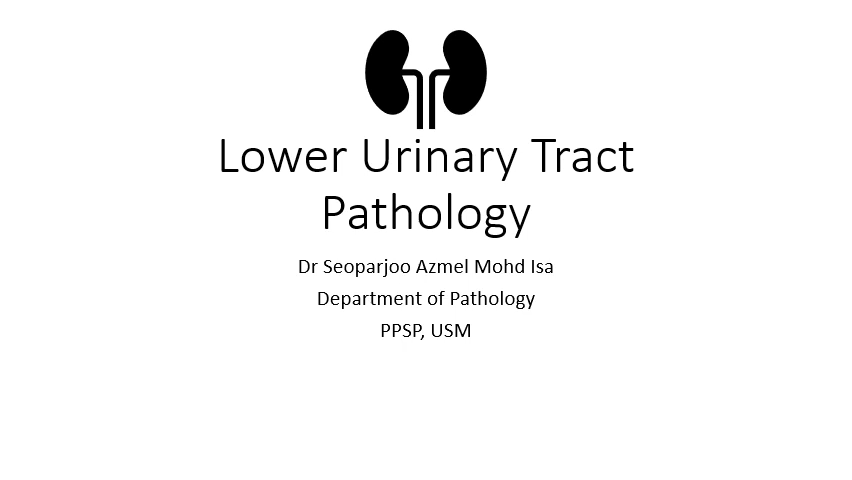 Lower Urinary Tract
Pathology
Dr Seoparjoo Azmel Mohd Isa
Department of Pathology
PPSP, USM